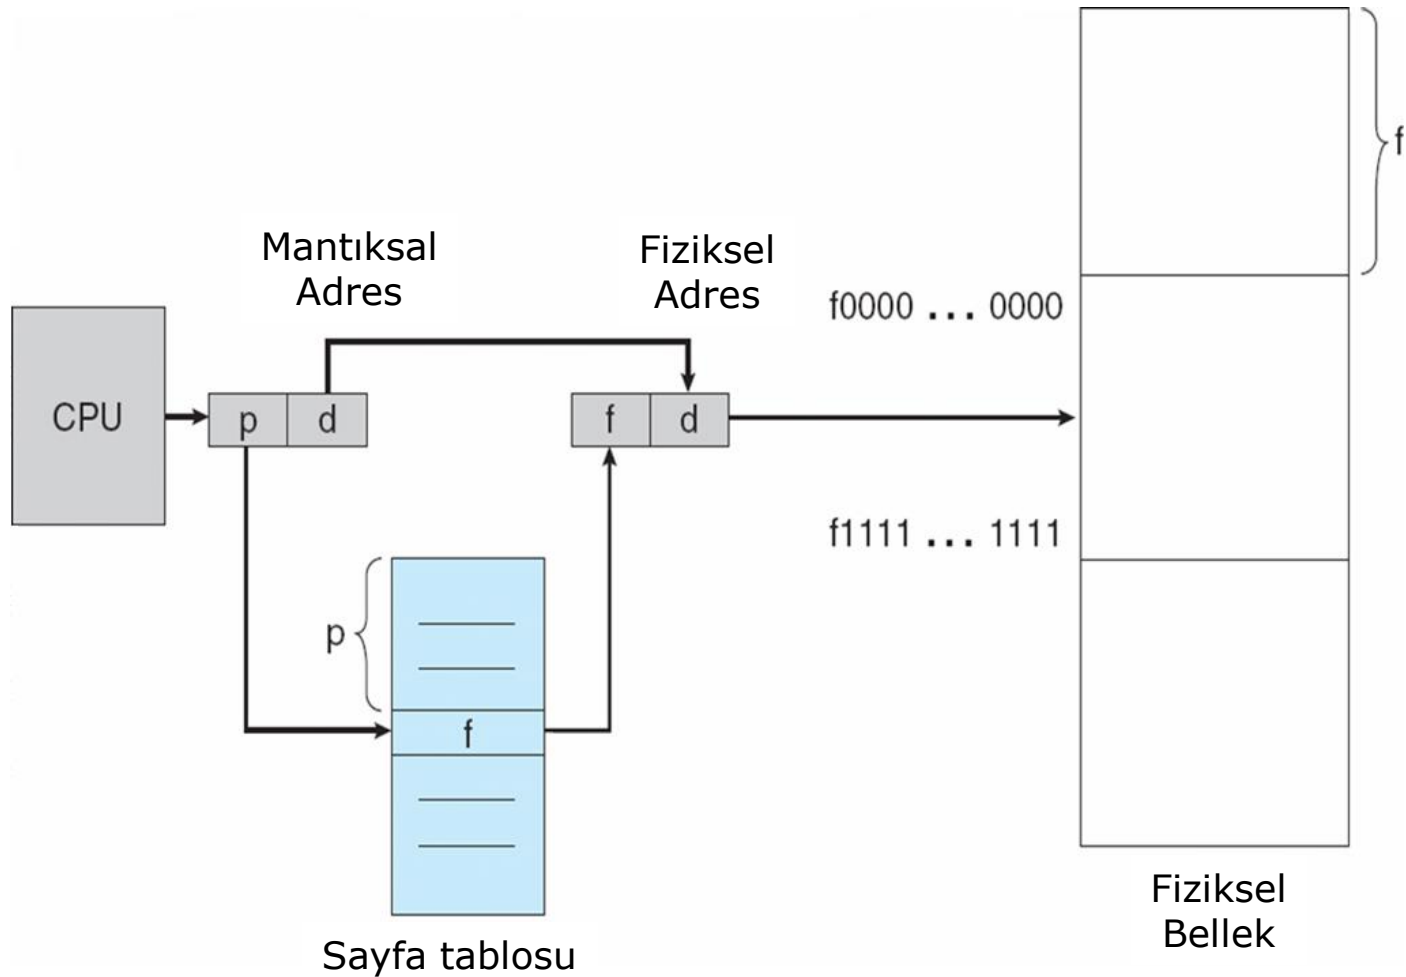 f
Mantıksal
Adres
Fiziksel
Adres
f0000 ... 0000
CPU
p d
f d
f1111 ... 1111
p
f
Sayfa tablosu
Fiziksel
Bellek